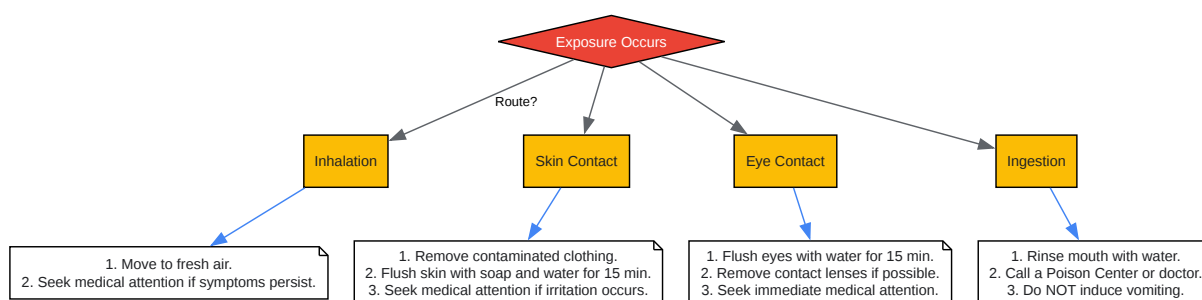 Exposure Occurs
Route?
Inhalation
Skin Contact
Eye Contact
Ingestion
1. Move to fresh air.
2. Seek medical attention if symptoms persist.
1. Remove contaminated clothing.
2. Flush skin with soap and water for 15 min.
3. Seek medical attention if irritation occurs.
1. Flush eyes with water for 15 min.
2. Remove contact lenses if possible.
3. Seek immediate medical attention.
1. Rinse mouth with water.
2. Call a Poison Center or doctor.
3. Do NOT induce vomiting.